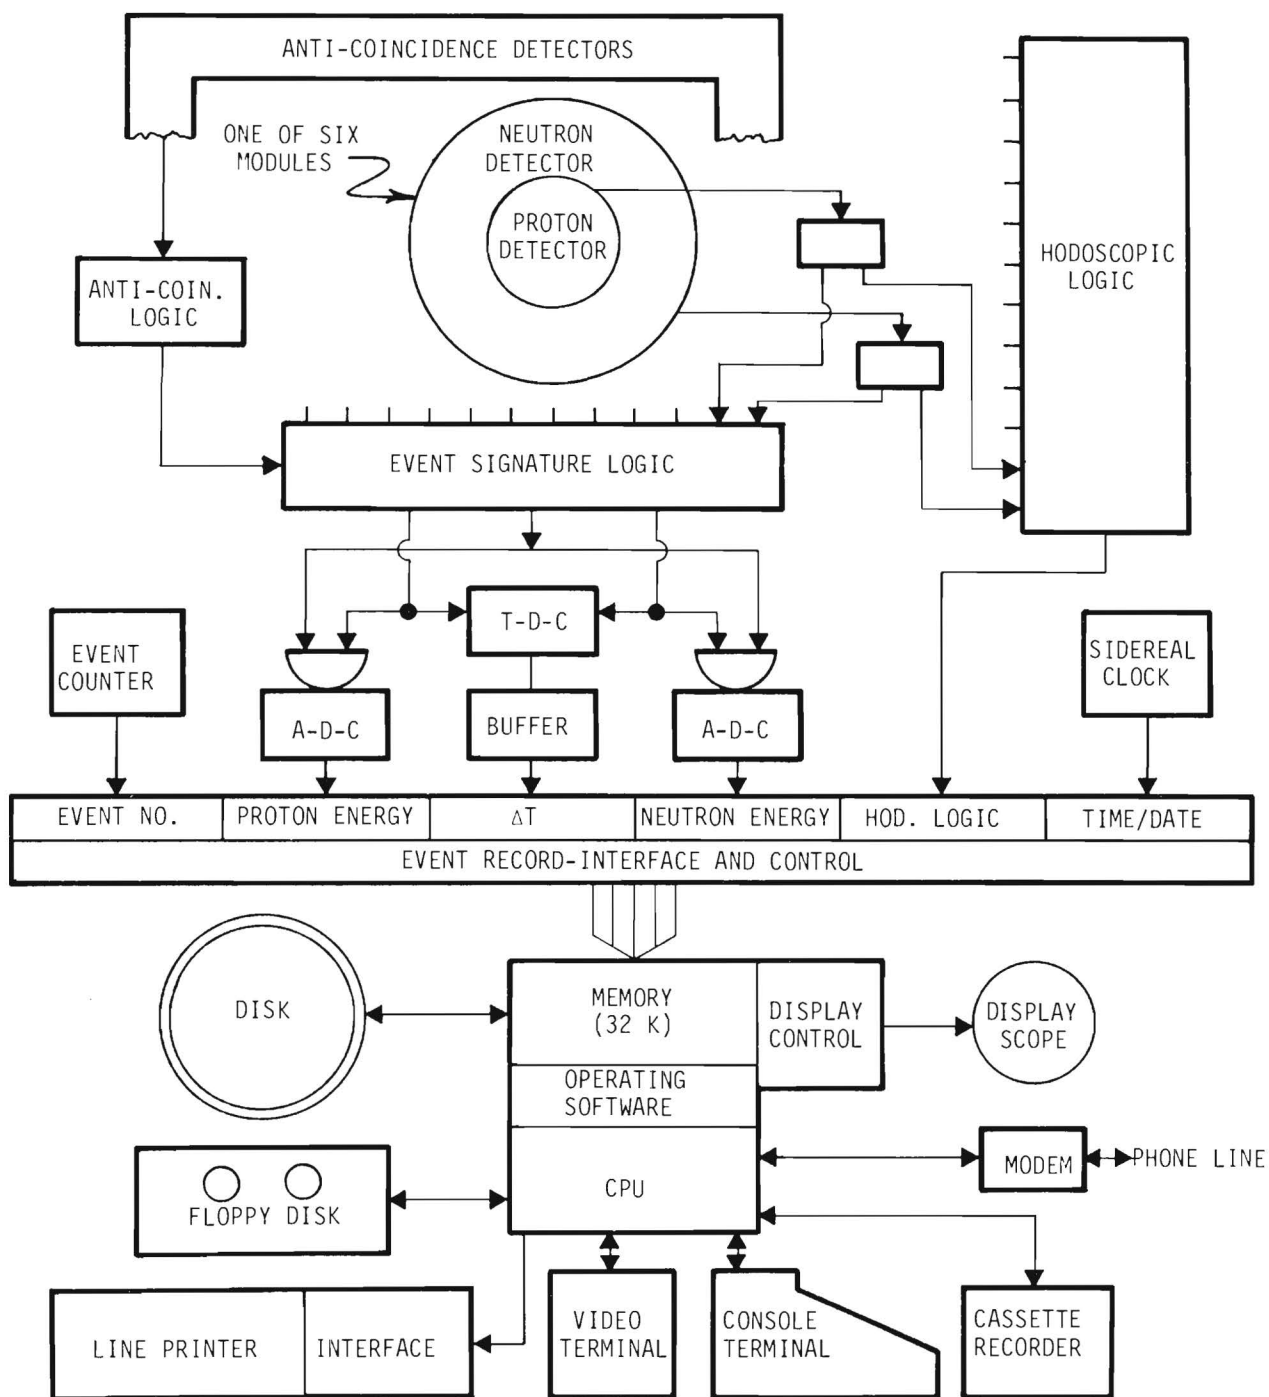 ANTI-COINCIDENCE DETECTORS
ONE OF SIX
MODULES
NEUTRON
DETECTOR
PROTON
DETECTOR
HODOSCOPIC
LOGIC
ANTI-COIN.
LOGIC
EVENT SIGNATURE LOGIC
EVENT
COUNTER
T-D-C
SIDEREAL
CLOCK
A-D-C
BUFFER
A-D-C
EVENT NO.
PROTON ENERGY
ΔT
NEUTRON ENERGY
HOD. LOGIC
TIME/DATE
EVENT RECORD-INTERFACE AND CONTROL
DISK
MEMORY
(32 K)
DISPLAY
CONTROL
DISPLAY
SCOPE
OPERATING
SOFTWARE
CPU
MODEM
PHONE LINE
FLOPPY DISK
LINE PRINTER
INTERFACE
VIDEO
TERMINAL
CONSOLE
TERMINAL
CASSETTE
RECORDER